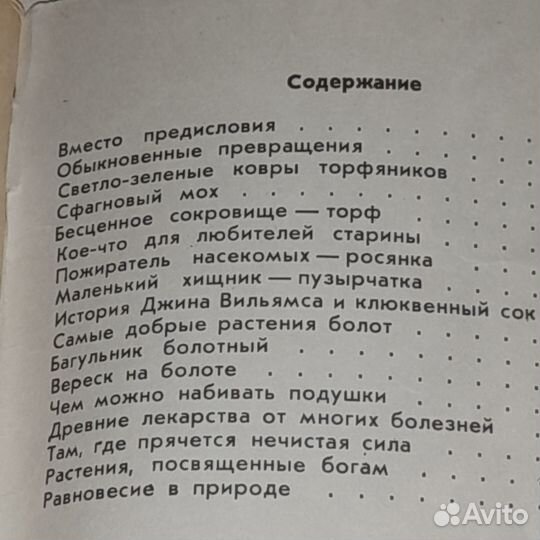 Содержание
Вместо предисловия . . . . . . . .
Обыкновенные превращения . . . . . .
Светло-зеленые ковры торфяников . . .
Сфагновый мох . . . . . . . . . .
Бесценное сокровище — торф . . . . .
Кое-что для любителей старины . . . .
Пожиратель насекомых — росянка . . . .
Маленький хищник — пузырчатка . . . .
История Джина Вильямса и клюквенный сок
Самые добрые растения болот . . . . .
Багульник болотный . . . . . . . .
Вереск на болоте . . . . . . . . .
Чем можно набивать подушки . . . . .
Древние лекарства от многих болезней .
Там, где прячется нечистая сила . . . .
Растения, посвященные богам . . . .
Равновесие в природе . . . . . . .
Avito